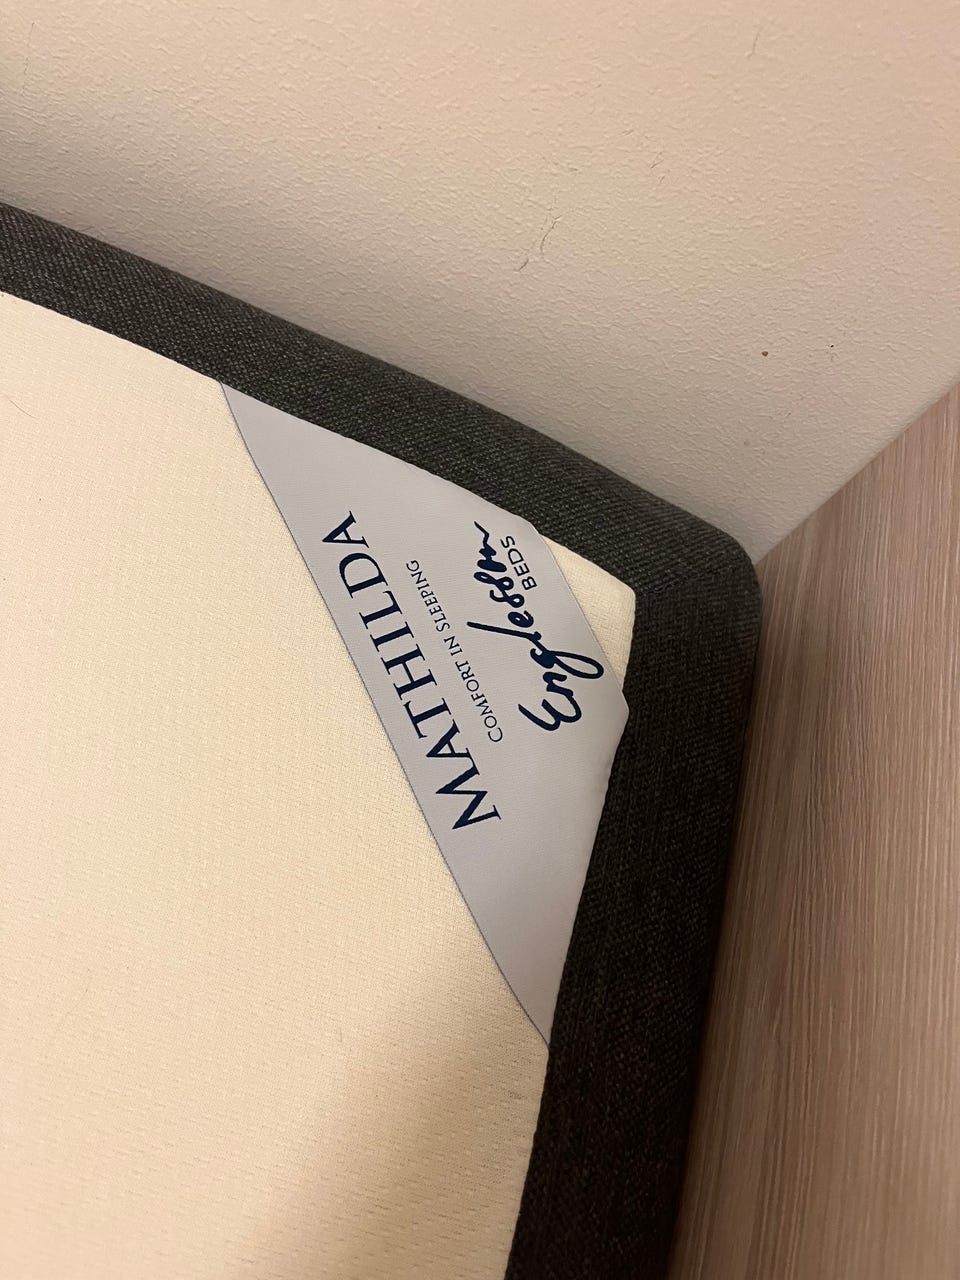 MATHILDA
COMFORT IN SLEEPING
Englesson
BEDS